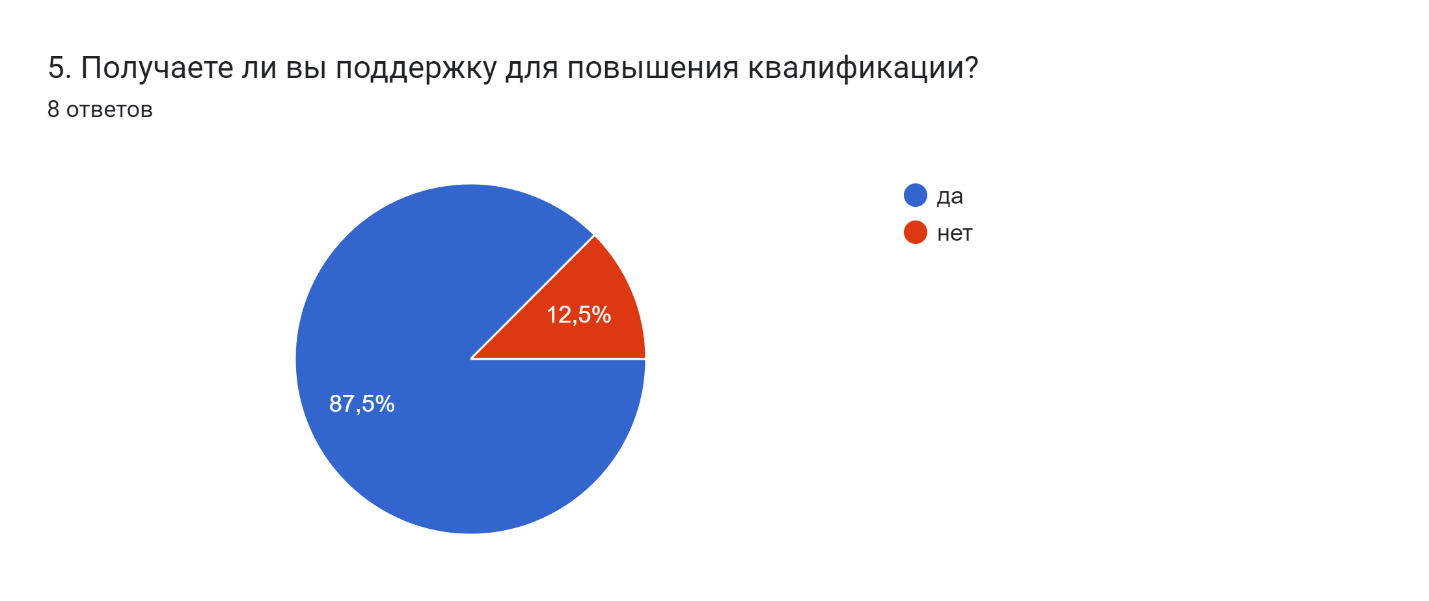 5. Получаете ли вы поддержку для повышения квалификации?
8 ответов
да
нет
12,5%
87,5%